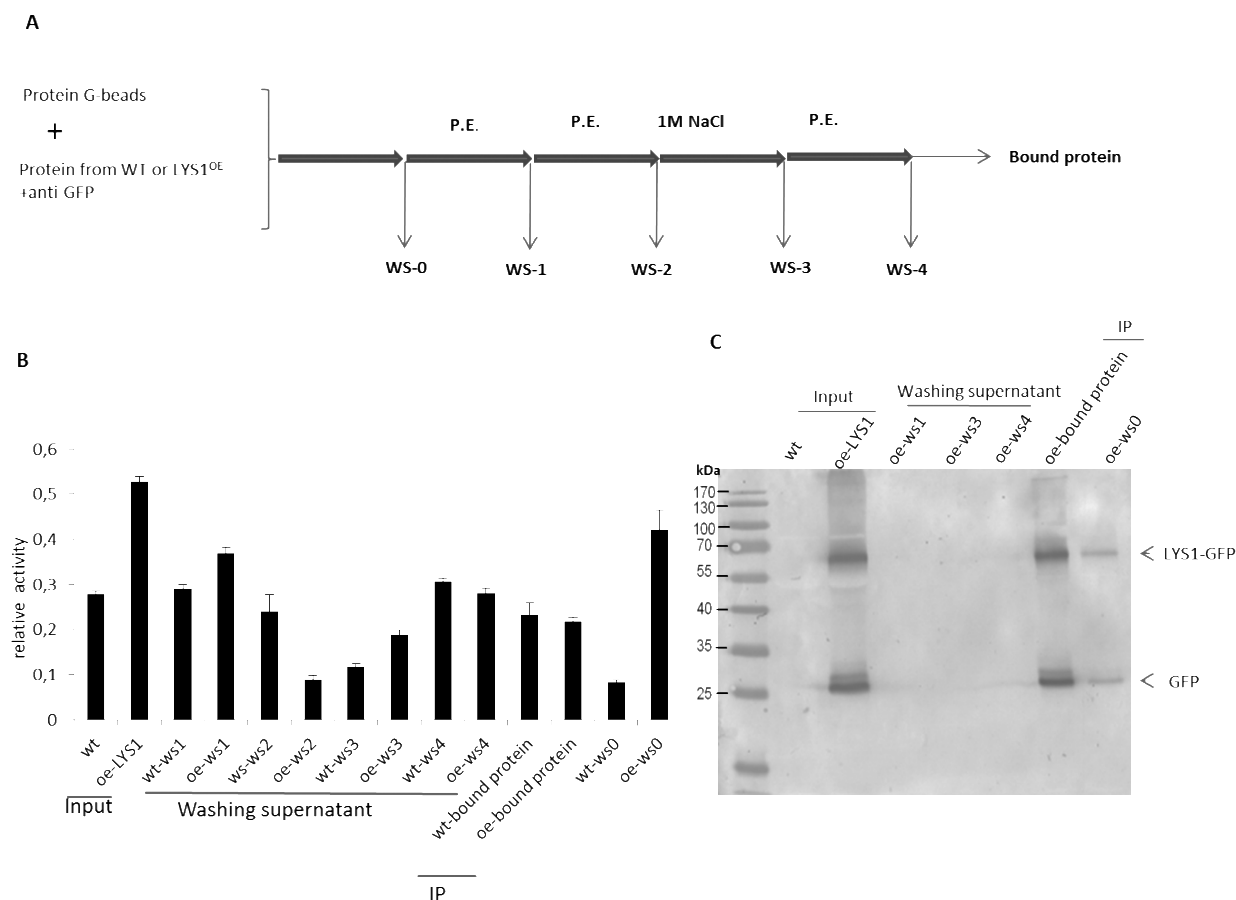 A
Protein G-beads
+
Protein from WT or LYS1OE
+anti GFP
P.E.
P.E.
1M NaCl
P.E.
Bound protein
WS-0
WS-1
WS-2
WS-3
WS-4
B
relative activity
0,6
0,5
0,4
0,3
0,2
0,1
0
wt
oe-LYS1
wt-ws1
oe-ws1
ws-ws2
oe-ws2
wt-ws3
oe-ws3
wt-ws4
oe-ws4
wt-bound protein
oe-bound protein
wt-ws0
oe-ws0
Input
Washing supernatant
IP
C
IP
Input
Washing supernatant
wt
oe-LYS1
oe-ws1
oe-ws3
oe-ws4
oe-bound protein
oe-ws0
kDa
170
130
100
70
55
40
35
25
LYS1-GFP
GFP